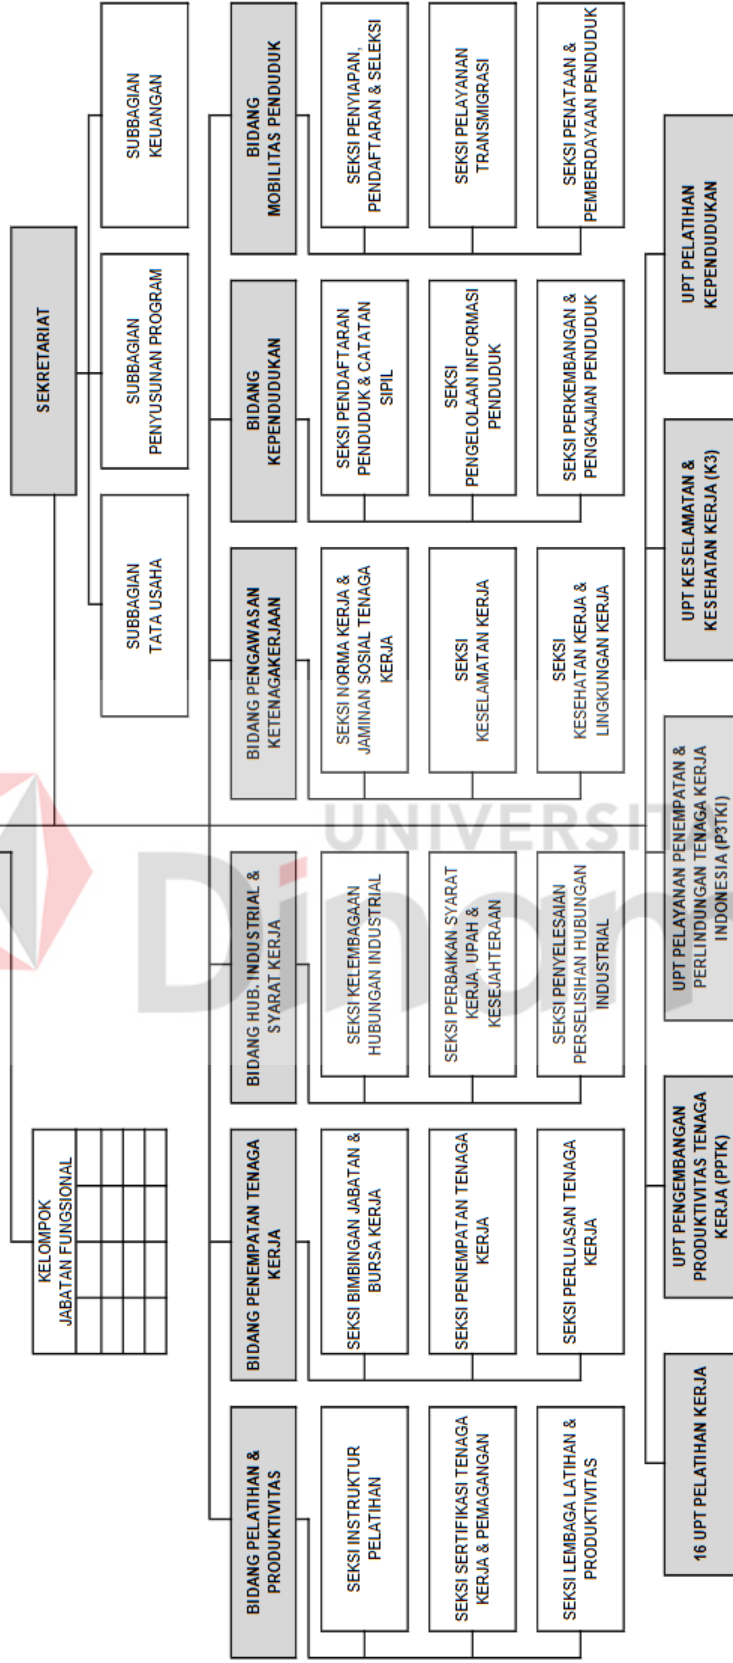 SEKRETARIAT
KELOMPOK
JABATAN FUNGSIONAL
SUBBAGIAN
TATA USAHA
SUBBAGIAN
PENYUSUNAN PROGRAM
SUBBAGIAN
KEUANGAN
BIDANG PELATIHAN &
PRODUKTIVITAS
BIDANG PENEMPATAN TENAGA
KERJA
BIDANG HUB. INDUSTRIAL &
SYARAT KERJA
BIDANG PENGAWASAN
KETENAGAKERJAAN
BIDANG
KEPENDUDUKAN
BIDANG
MOBILITAS PENDUDUK
SEKSI INSTRUKTUR
PELATIHAN
SEKSI BIMBINGAN JABATAN &
BURSA KERJA
SEKSI KELEMBAGAAN
HUBUNGAN INDUSTRIAL
SEKSI NORMA KERJA &
JAMINAN SOSIAL TENAGA
KERJA
SEKSI PENDAFTARAN
PENDUDUK & CATATAN
SIPIL
SEKSI PENYIAPAN,
PENDAFTARAN & SELEKSI
SEKSI SERTIFIKASI TENAGA
KERJA & PEMAGANGAN
SEKSI PENEMPATAN TENAGA
KERJA
SEKSI PERBAIKAN SYARAT
KERJA, UPAH &
KESEJAHTERAAN
SEKSI
KESELAMATAN KERJA
SEKSI
PENGELOLAAN INFORMASI
PENDUDUK
SEKSI PELAYANAN
TRANSMIGRASI
SEKSI LEMBAGA LATIHAN &
PRODUKTIVITAS
SEKSI PERLUASAN TENAGA
KERJA
SEKSI PENYELESAIAN
PERSELISIHAN HUBUNGAN
INDUSTRIAL
SEKSI
KESEHATAN KERJA &
LINGKUNGAN KERJA
SEKSI PERKEMBANGAN &
PENGKAJIAN PENDUDUK
SEKSI PENATAAN &
PEMBERDAYAAN PENDUDUK
16 UPT PELATIHAN KERJA
UPT PENGEMBANGAN
PRODUKTIVITAS TENAGA
KERJA (PPTK)
UPT PELAYANAN PENEMPATAN &
PERLINDUNGAN TENAGA KERJA
INDONESIA (P3TKI)
UPT KESELAMATAN &
KESEHATAN KERJA (K3)
UPT PELATIHAN
KEPENDUDUKAN
UNIVERSITA
Dinam